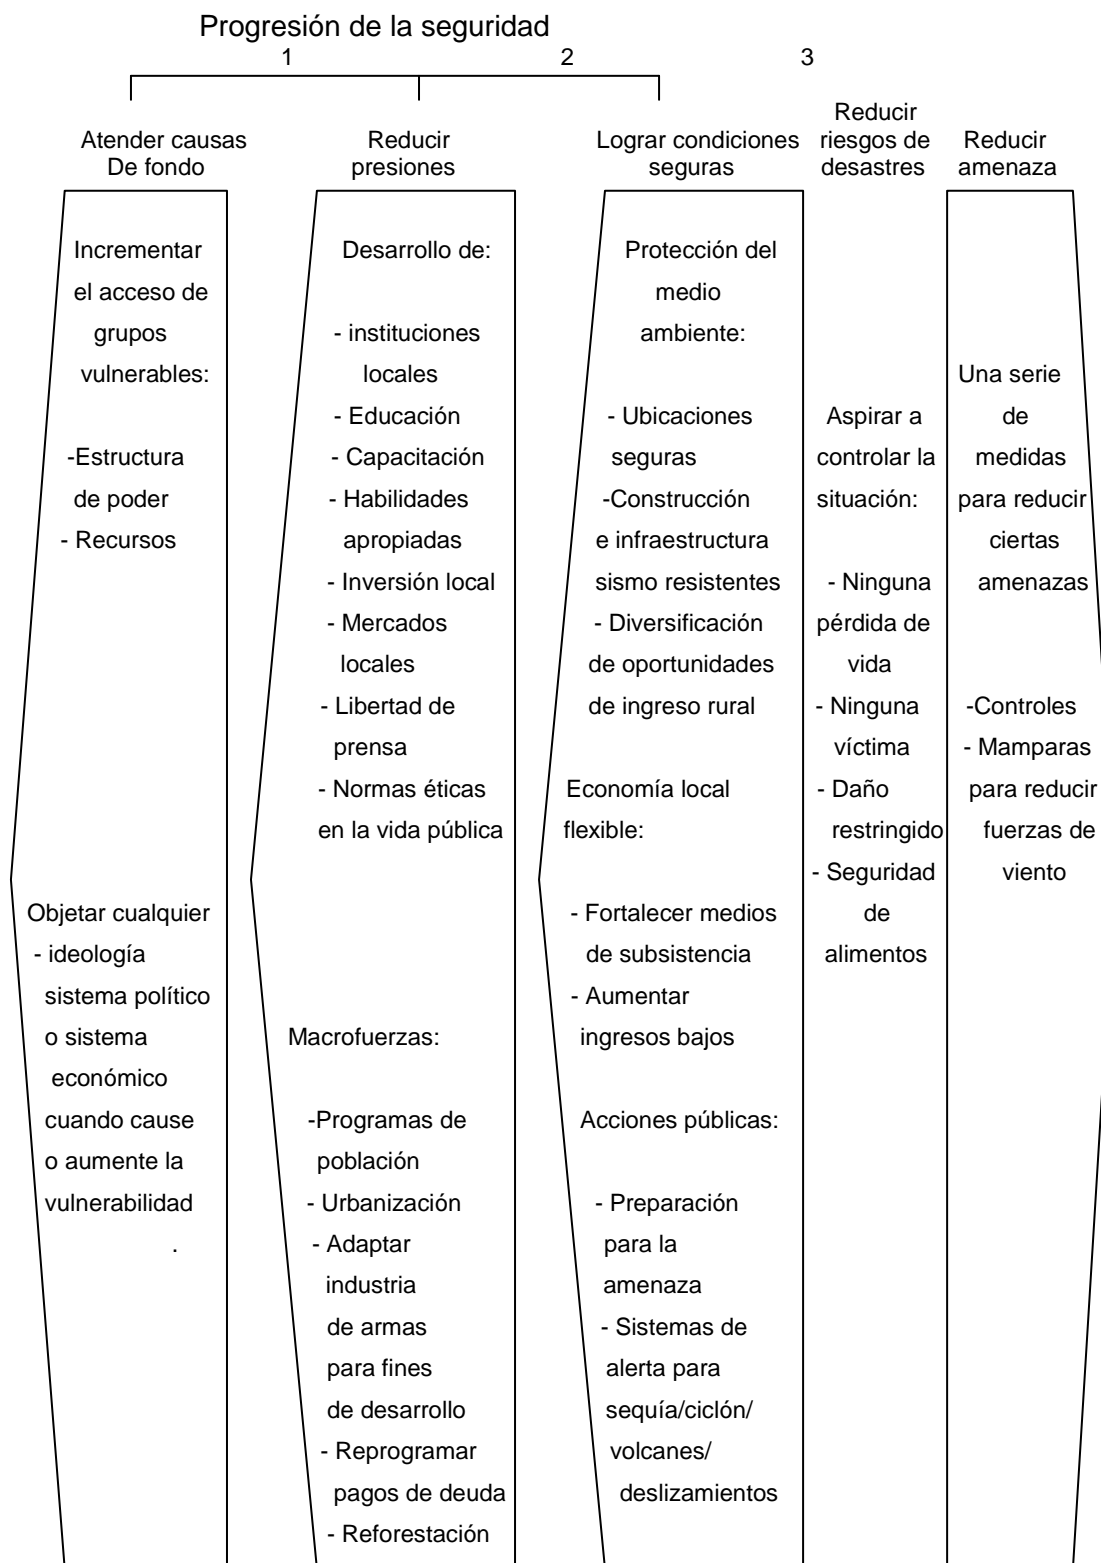 Progresión de la seguridad
1
2
3
Atender causas
De fondo
Reducir
presiones
Lograr condiciones
seguras
Reducir
riesgos de
desastres
Reducir
amenaza
Incrementar
el acceso de
grupos
vulnerables:
-Estructura
de poder
- Recursos
Objetar cualquier
- ideología
sistema político
o sistema
económico
cuando cause
o aumente la
vulnerabilidad
.
Desarrollo de:
- instituciones
locales
- Educación
- Capacitación
- Habilidades
apropiadas
- Inversión local
- Mercados
locales
- Libertad de
prensa
- Normas éticas
en la vida pública
Macrofuerzas:
-Programas de
población
- Urbanización
- Adaptar
industria
de armas
para fines
de desarrollo
- Reprogramar
pagos de deuda
- Reforestación
Protección del
medio
ambiente:
- Ubicaciones
seguras
-Construcción
e infraestructura
sismo resistentes
- Diversificación
de oportunidades
de ingreso rural
Economía local
flexible:
- Fortalecer medios
de subsistencia
- Aumentar
ingresos bajos
Acciones públicas:
- Preparación
para la
amenaza
- Sistemas de
alerta para
sequía/ciclón/
volcanes/
deslizamientos
Aspirar a
controlar la
situación:
- Ninguna
pérdida de
vida
- Ninguna
víctima
- Daño
restringido
- Seguridad
de
alimentos
Una serie
de
medidas
para reducir
ciertas
amenazas
-Controles
- Mamparas
para reducir
fuerzas de
viento